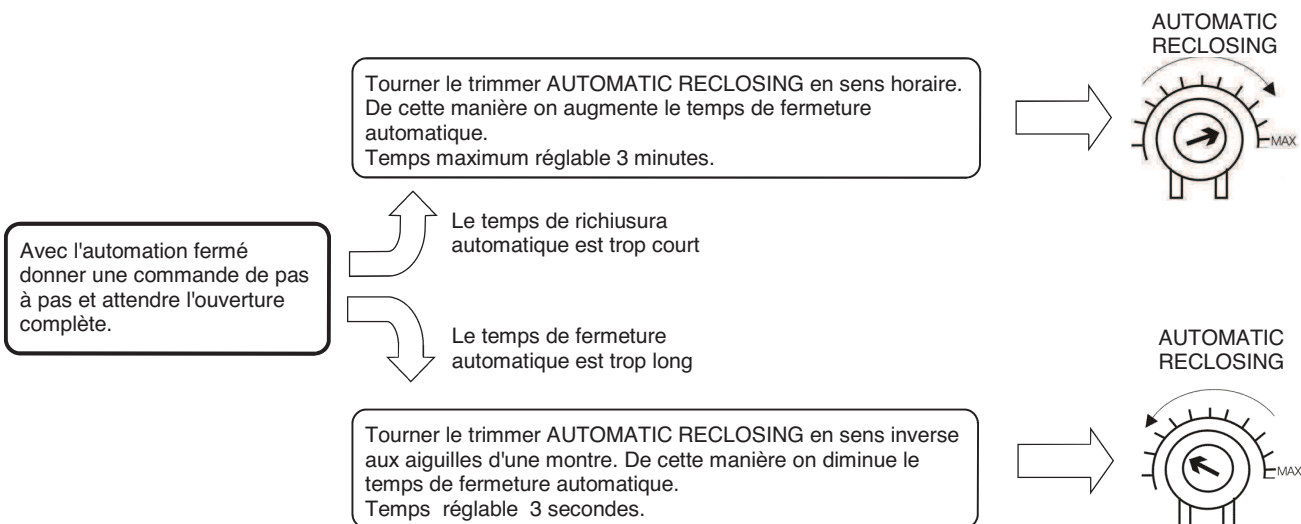 AUTOMATIC
RECLOSING
Tourner le trimmer AUTOMATIC RECLOSING en sens horaire.
De cette manière on augmente le temps de fermeture
automatique.
Temps maximum réglable 3 minutes.
MAX
Le temps de richiusura
automatique est trop court
Avec l'automation fermé
donner une commande de pas
à pas et attendre l'ouverture
complète.
Le temps de fermeture
automatique est trop long
AUTOMATIC
RECLOSING
Tourner le trimmer AUTOMATIC RECLOSING en sens inverse
aux aiguilles d'une montre. De cette manière on diminue le
temps de fermeture automatique.
Temps réglable 3 secondes.
MAX